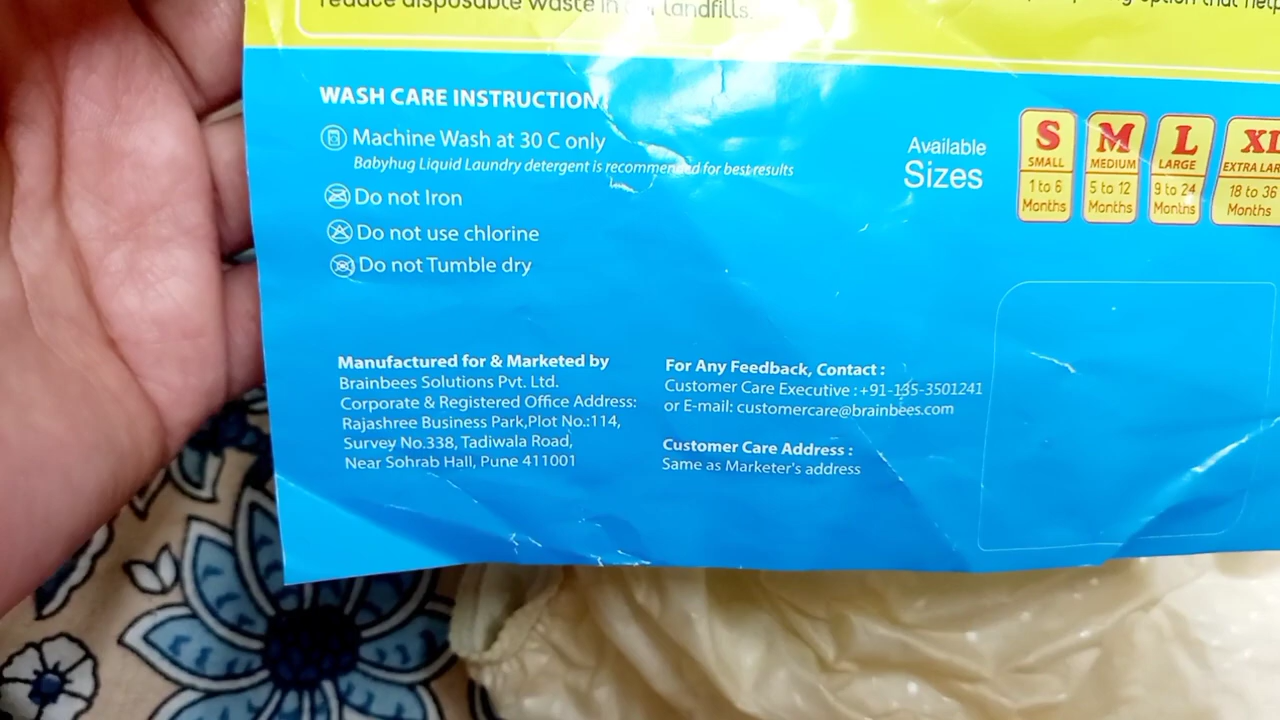 reduce disposable waste in landfills.
option that help
WASH CARE INSTRUCTION
Machine Wash at 30 C only
Babyhug Liquid Laundry detergent is recommended for best results
Do not Iron
Do not use chlorine
Do not Tumble dry
Available
Sizes
S
SMALL
1 to 6
Months
M
MEDIUM
5 to 12
Months
L
LARGE
9 to 24
Months
XL
EXTRA LAR
18 to 36
Months
Manufactured for & Marketed by
Brainbees Solutions Pvt. Ltd.
Corporate & Registered Office Address:
Rajashree Business Park,Plot No.:114,
Survey No.338, Tadiwala Road,
Near Sohrab Hall, Pune 411001
For Any Feedback, Contact :
Customer Care Executive :+91-135-3501241
or E-mail: customercare@brainbees.com
Customer Care Address :
Same as Marketer's address